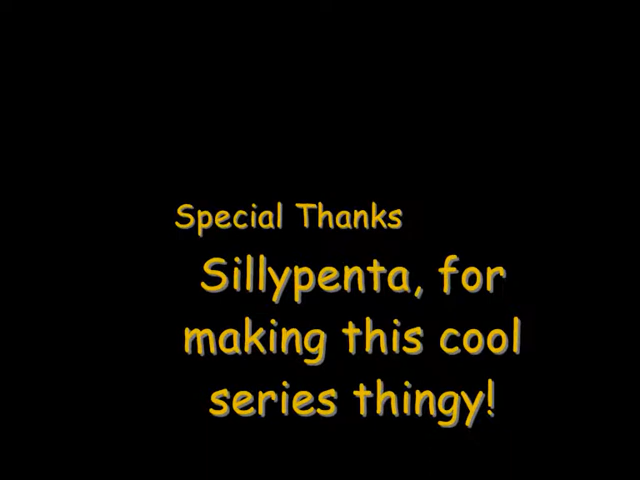 Special Thanks
Sillypenta, for
making this cool
series thingy!